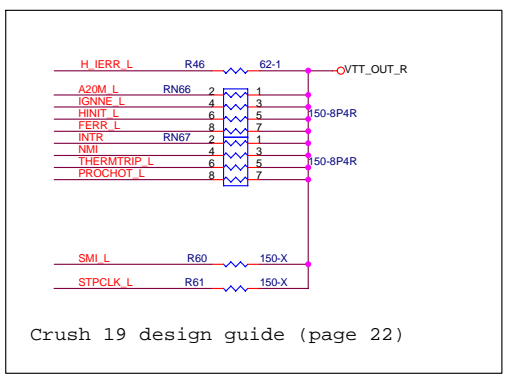 H_IERR_L R46 62-1 VTT_OUT_R
A20M_L RN66 2 1
IGNNE_L 4 3
HINIT_L 6 5 150-8P4R
FERR_L 8 7
INTR RN67 2 1
NMI 4 3
THERMTRIP_L 6 5 150-8P4R
PROCHOT_L 8 7
SMI_L R60 150-X
STPCLK_L R61 150-X
Crush 19 design guide (page 22)